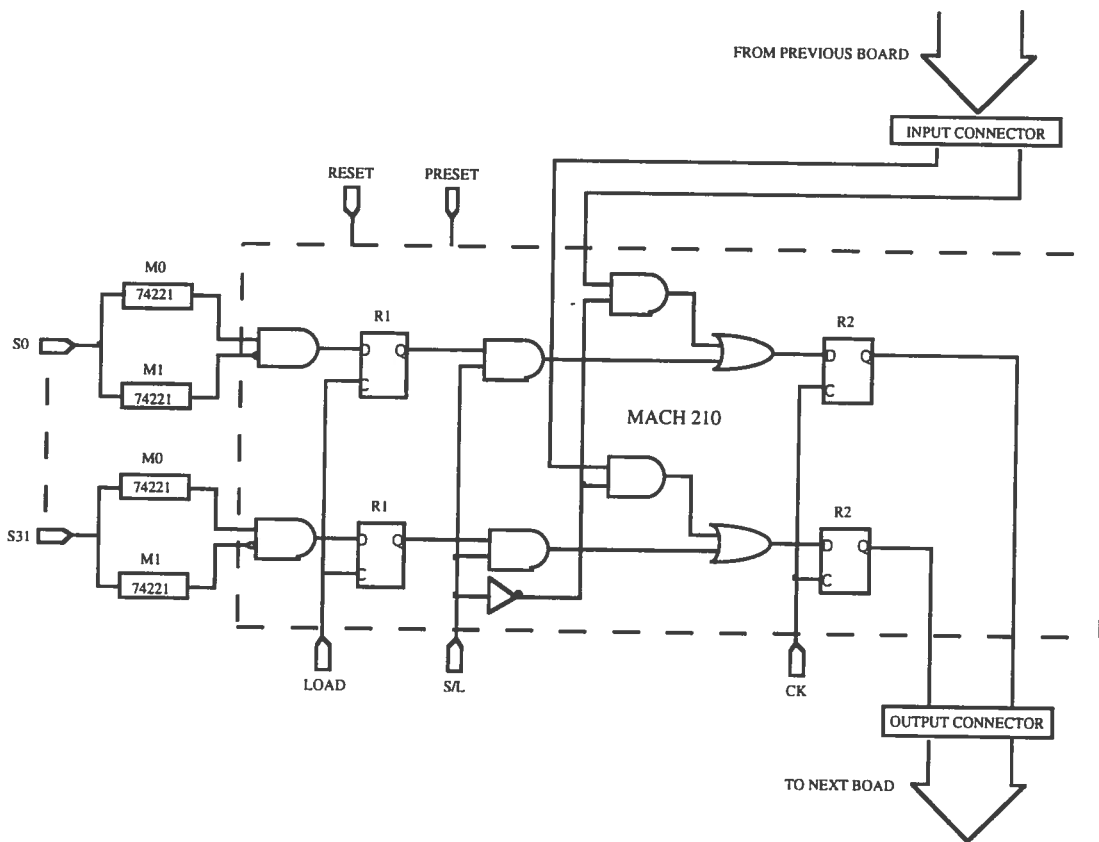 FROM PREVIOUS BOARD
INPUT CONNECTOR
RESET
PRESET
M0
74221
R1
R2
S0
D
Q
D
Q
M1
74221
C
C
MACH 210
M0
74221
R1
R2
S31
D
Q
D
Q
M1
74221
C
C
LOAD
S/L
CK
OUTPUT CONNECTOR
TO NEXT BOAD